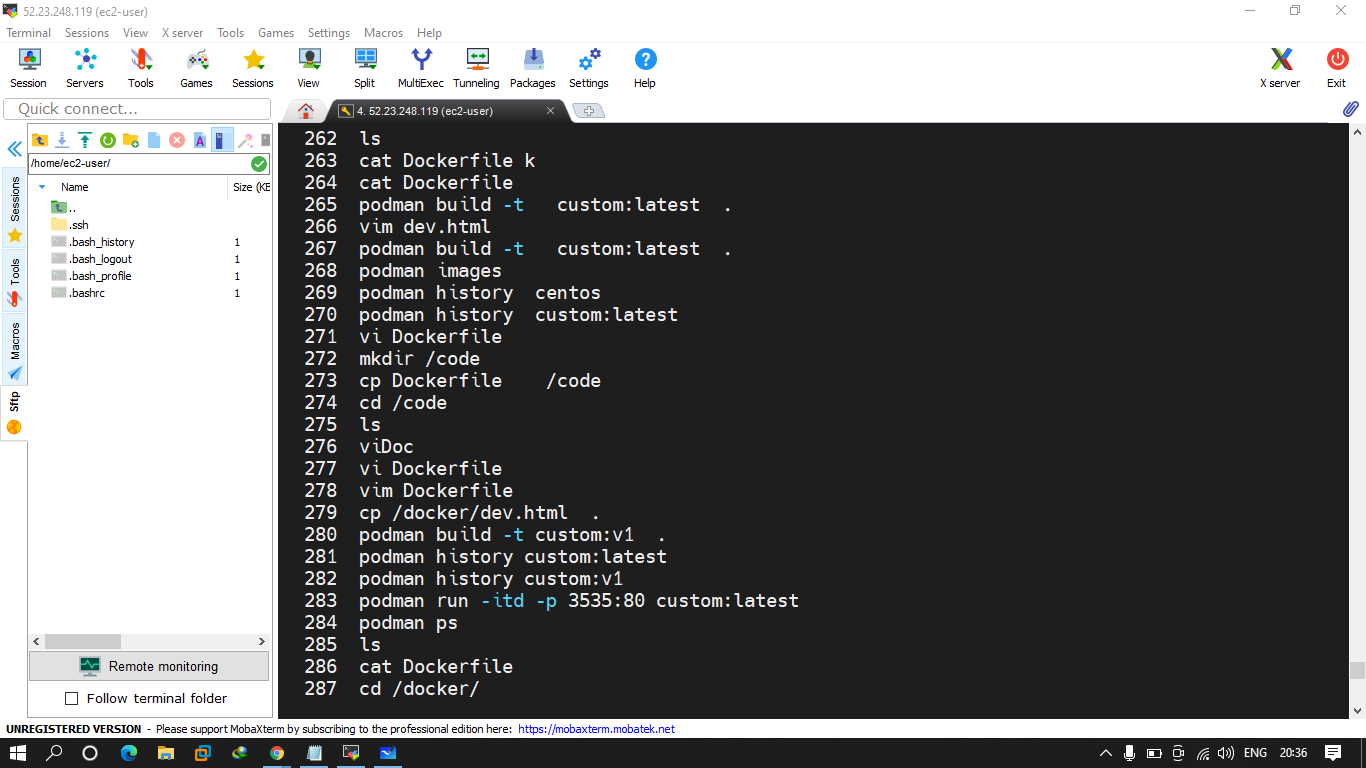 52.23.248.119 (ec2-user)
Terminal Sessions View X server Tools Games Settings Macros Help
Session Servers Tools Games Sessions View Split MultiExec Tunneling Packages Settings Help X server Exit
Quick connect...
4. 52.23.248.119 (ec2-user)
/home/ec2-user/
Name Size (KB
..
.ssh
.bash_history 1
.bash_logout 1
.bash_profile 1
.bashrc 1
Sessions
Tools
Macros
Sftp
Remote monitoring
Follow terminal folder
262 ls
263 cat Dockerfile k
264 cat Dockerfile
265 podman build -t   custom:latest  .
266 vim dev.html
267 podman build -t   custom:latest  .
268 podman images
269 podman history  centos
270 podman history  custom:latest
271 vi Dockerfile
272 mkdir /code
273 cp Dockerfile    /code
274 cd /code
275 ls
276 viDoc
277 vi Dockerfile
278 vim Dockerfile
279 cp /docker/dev.html  .
280 podman build -t custom:v1  .
281 podman history custom:latest
282 podman history custom:v1
283 podman run -itd -p 3535:80 custom:latest
284 podman ps
285 ls
286 cat Dockerfile
287 cd /docker/
UNREGISTERED VERSION - Please support MobaXterm by subscribing to the professional edition here: https://mobaxterm.mobatek.net
ENG 20:36